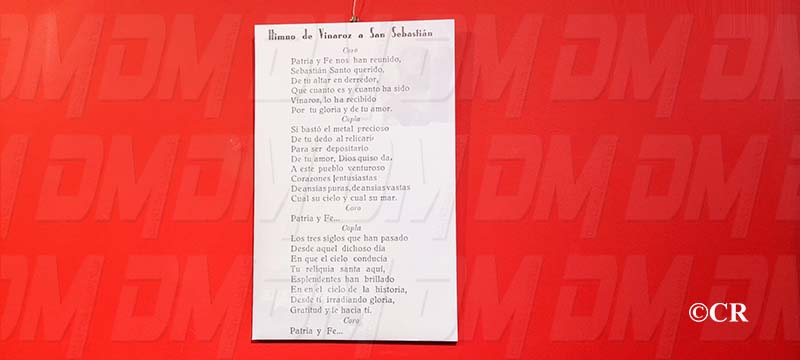 Himno de Vinaroz a San Sebastián
Coro
Patria y Fe nos han reunido,
Sebastián Santo querido,
De tu altar en derredor,
Que cuanto es y cuanto ha sido
Vinaroz, lo ha recibido
Por tu gloria y de tu amor.
Copla
Si bastó el metal precioso
De tu dedo al relicari
Para ser depositario
De tu amor, Dios quiso da,
A este pueblo venturoso
Corazones entusiastas
De ansias puras, de ansias vastas
Cual su cielo y cual su mar.
Coro
Patria y Fe...
Copla
Los tres siglos que han pasado
Desde aquel dichoso día
En que el cielo conducía
Tu reliquia santa aquí,
Esplendentes han brillado
En en el cielo de la historia,
Desde ti irradiando gloria,
Gratitud y fe hacia ti.
Coro
Patria y Fe...
©CR